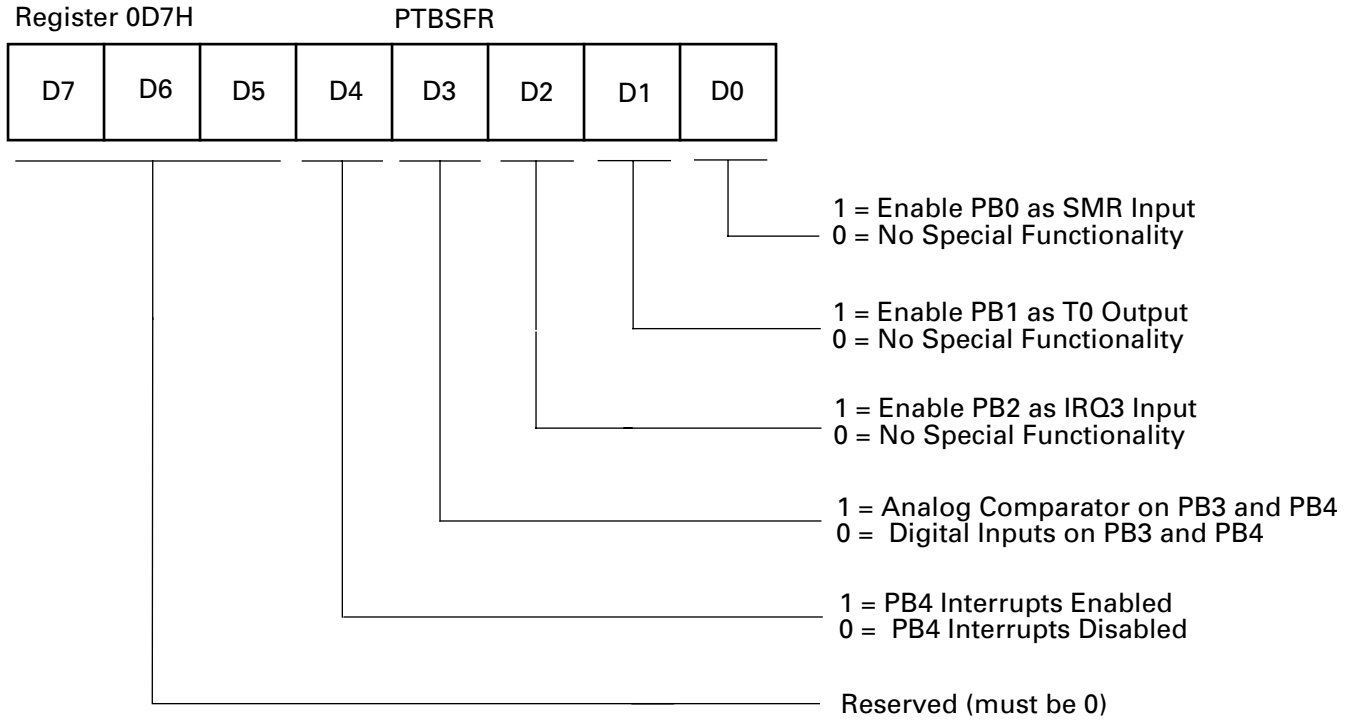 Register 0D7H PTBSFR
D7 D6 D5 D4 D3 D2 D1 D0
1 = Enable PB0 as SMR Input
0 = No Special Functionality
1 = Enable PB1 as T0 Output
0 = No Special Functionality
1 = Enable PB2 as IRQ3 Input
0 = No Special Functionality
1 = Analog Comparator on PB3 and PB4
0 = Digital Inputs on PB3 and PB4
1 = PB4 Interrupts Enabled
0 = PB4 Interrupts Disabled
Reserved (must be 0)